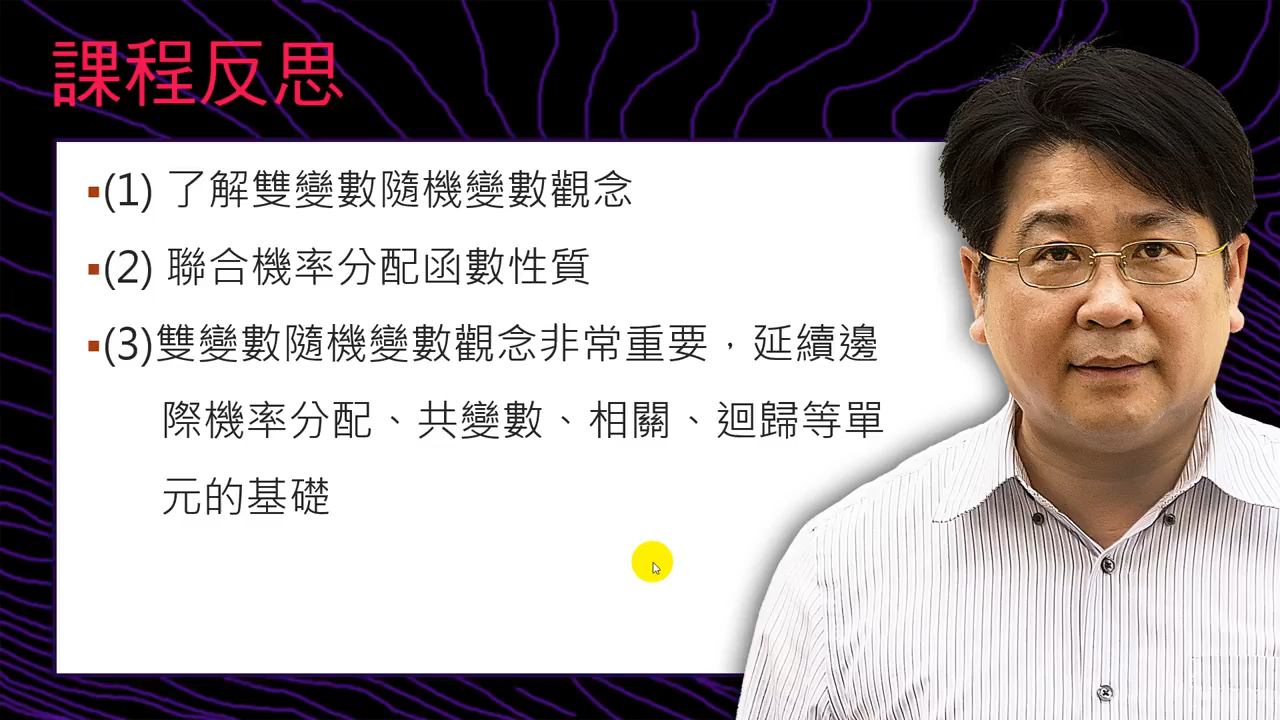 課程反思
▪(1) 了解雙變數隨機變數觀念
▪(2) 聯合機率分配函數性質
▪(3)雙變數隨機變數觀念非常重要，延續邊
際機率分配、共變數、相關、迴歸等單
元的基礎